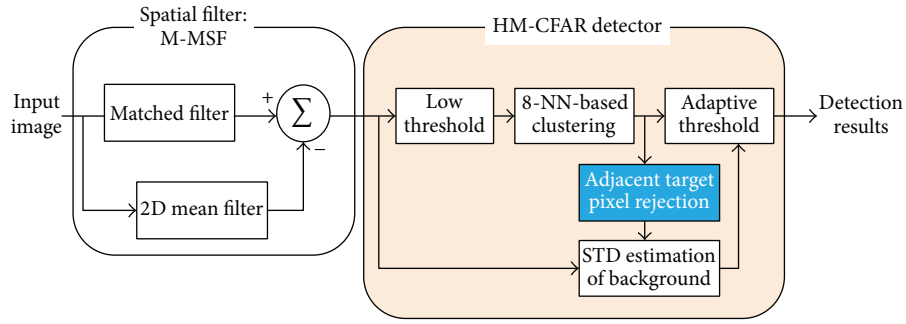 Spatial filter:
M-MSF
HM-CFAR detector
Input
image
Matched filter
+
Σ
−
2D mean filter
Low
threshold
8-NN-based
clustering
Adaptive
threshold
Detection
results
Adjacent target
pixel rejection
STD estimation
of background